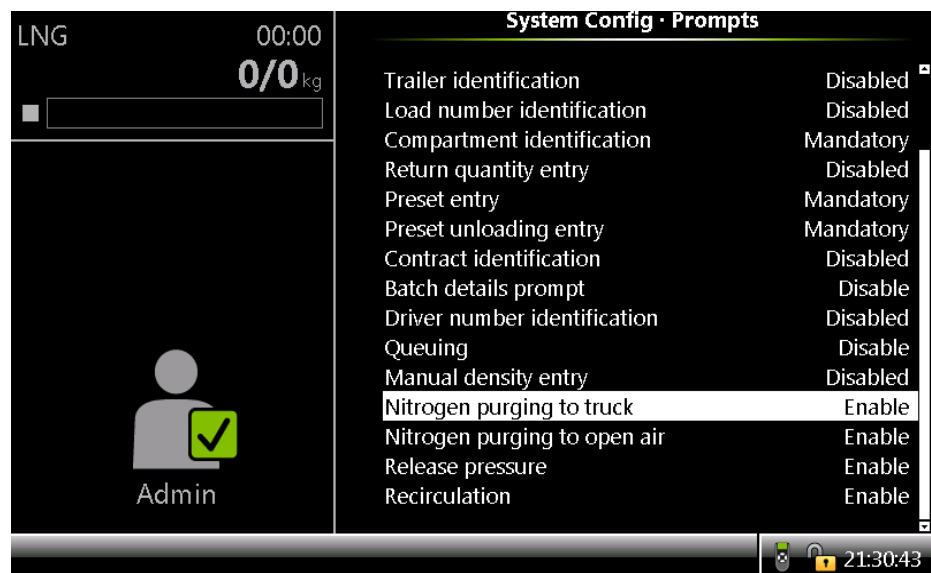 LNG 00:00
0/0 kg
Admin
System Config · Prompts
Trailer identification Disabled
Load number identification Disabled
Compartment identification Mandatory
Return quantity entry Disabled
Preset entry Mandatory
Preset unloading entry Mandatory
Contract identification Disabled
Batch details prompt Disable
Driver number identification Disabled
Queuing Disable
Manual density entry Disabled
Nitrogen purging to truck Enable
Nitrogen purging to open air Enable
Release pressure Enable
Recirculation Enable
21:30:43